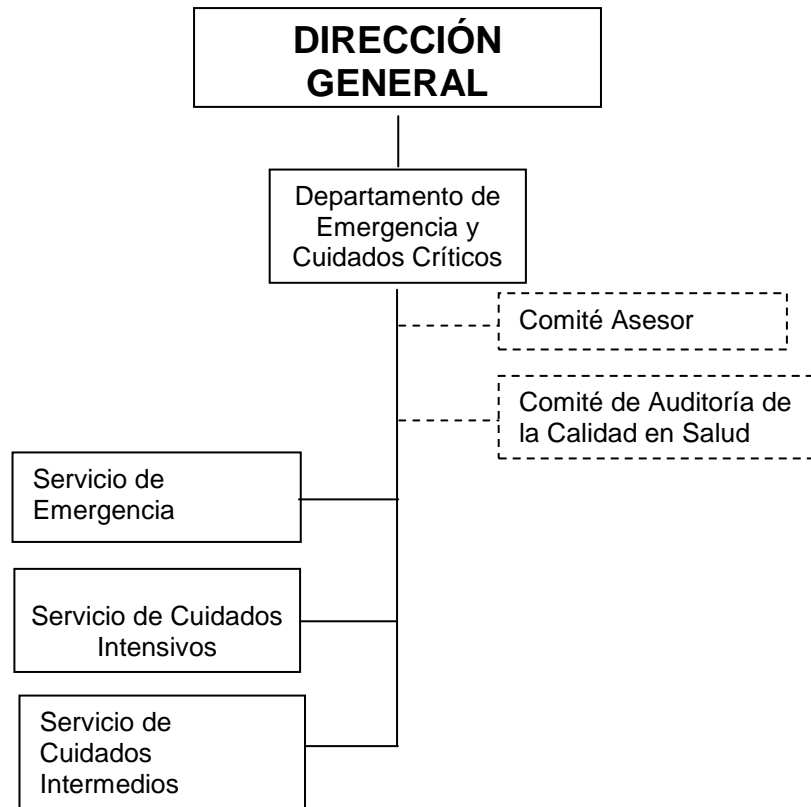 DIRECCIÓN
GENERAL
Departamento de
Emergencia y
Cuidados Críticos
Comité Asesor
Comité de Auditoría de
la Calidad en Salud
Servicio de
Emergencia
Servicio de Cuidados
Intensivos
Servicio de
Cuidados
Intermedios